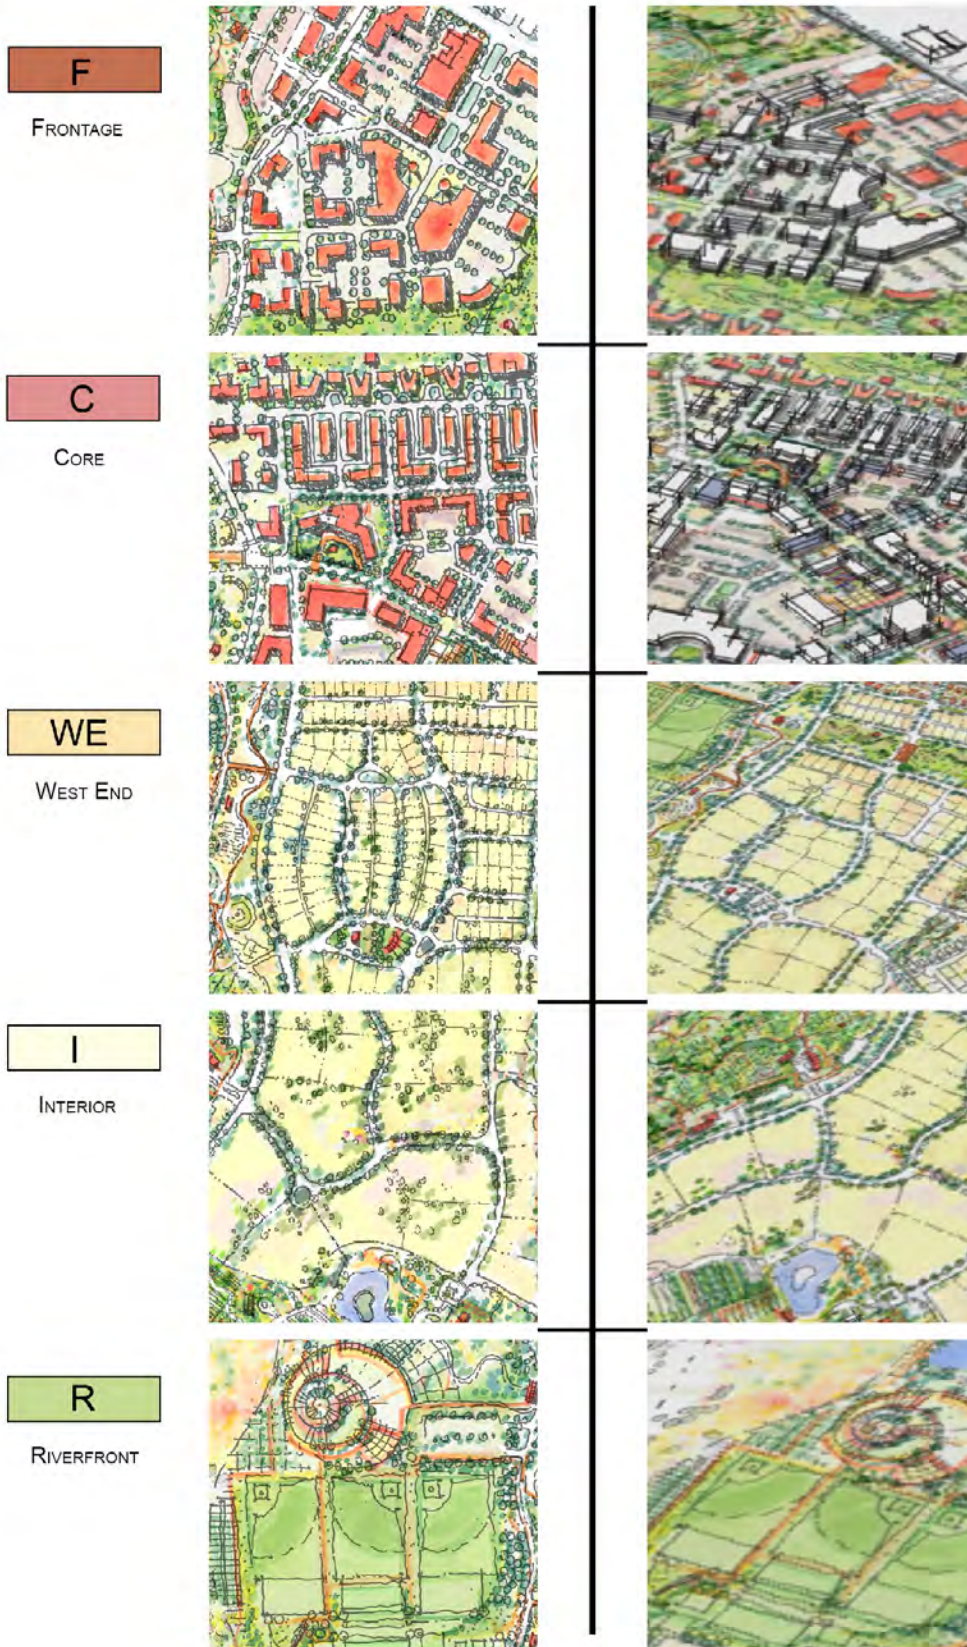 F
FRONTAGE
C
CORE
WE
WEST END
I
INTERIOR
R
RIVERFRONT